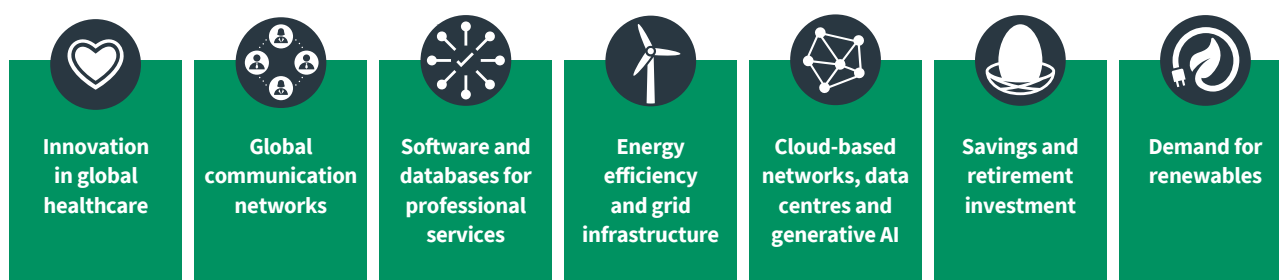 Innovation
in global
healthcare
Global
communication
networks
Software and
databases for
professional
services
Energy
efficiency
and grid
infrastructure
Cloud-based
networks, data
centres and
generative AI
Savings and
retirement
investment
Demand for
renewables